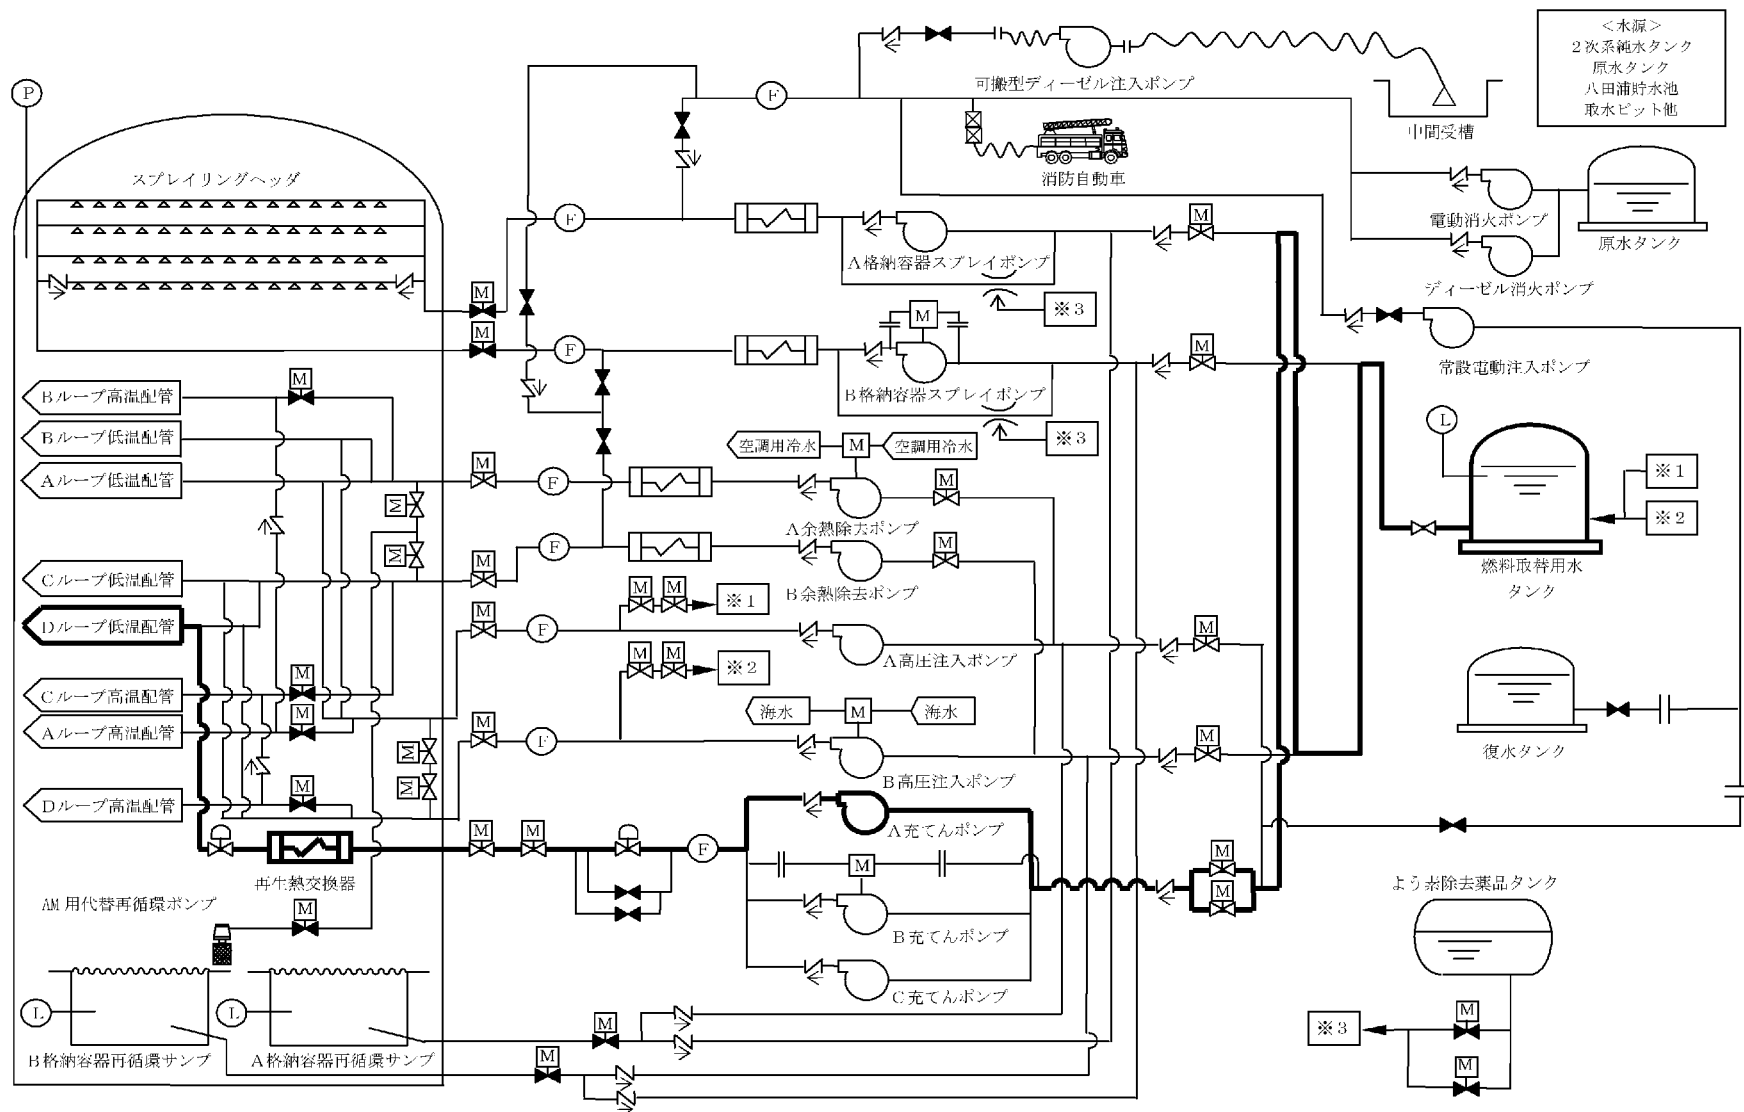 ＜水源＞
２次系純水タンク
原水タンク
八田浦貯水池
取水ピット他
可搬型ディーゼル注入ポンプ
中間受槽
P
F
消防自動車
スプレイリングヘッダ
電動消火ポンプ
原水タンク
ディーゼル消火ポンプ
F
M
A格納容器スプレイポンプ
※3
M
M
M
F
M
B格納容器スプレイポンプ
※3
常設電動注入ポンプ
Bループ高温配管
M
Bループ低温配管
空調用冷水
M
空調用冷水
L
Aループ低温配管
M
F
M
A余熱除去ポンプ
※1
※2
M
M
Cループ低温配管
M
F
M
B余熱除去ポンプ
燃料取替用水
タンク
M
M
※1
Dループ低温配管
M
F
M
A高圧注入ポンプ
M
M
※2
Cループ高温配管
M
海水
M
海水
Aループ高温配管
M
M
F
M
B高圧注入ポンプ
復水タンク
M
M
Dループ高温配管
M
A充てんポンプ
再生熱交換器
M
M
F
M
M
M
B充てんポンプ
C充てんポンプ
よう素除去薬品タンク
AM用代替再循環ポンプ
M
L
L
B格納容器再循環サンプ
A格納容器再循環サンプ
M
M
※3
M
M